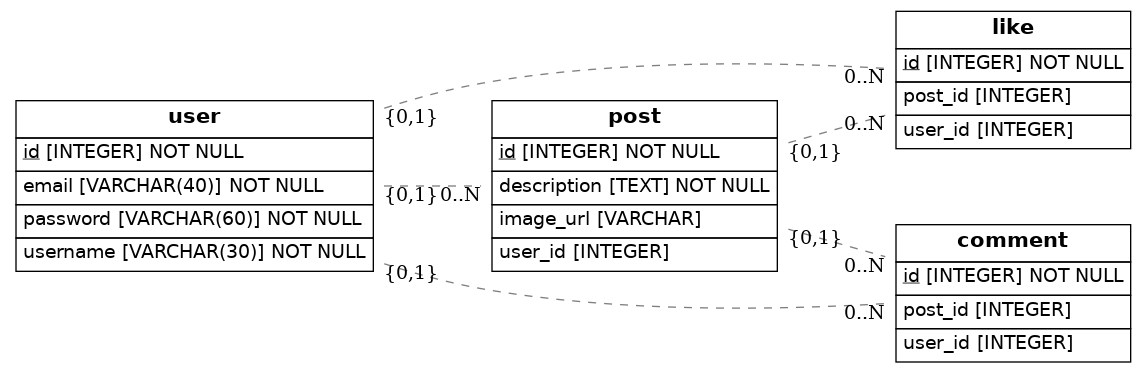 user
id [INTEGER] NOT NULL
email [VARCHAR(40)] NOT NULL
password [VARCHAR(60)] NOT NULL
username [VARCHAR(30)] NOT NULL
{0,1}
{0,1}
0..N
{0,1}
post
id [INTEGER] NOT NULL
description [TEXT] NOT NULL
image_url [VARCHAR]
user_id [INTEGER]
{0,1}
{0,1}
0..N
0..N
0..N
0..N
like
id [INTEGER] NOT NULL
post_id [INTEGER]
user_id [INTEGER]
comment
id [INTEGER] NOT NULL
post_id [INTEGER]
user_id [INTEGER]